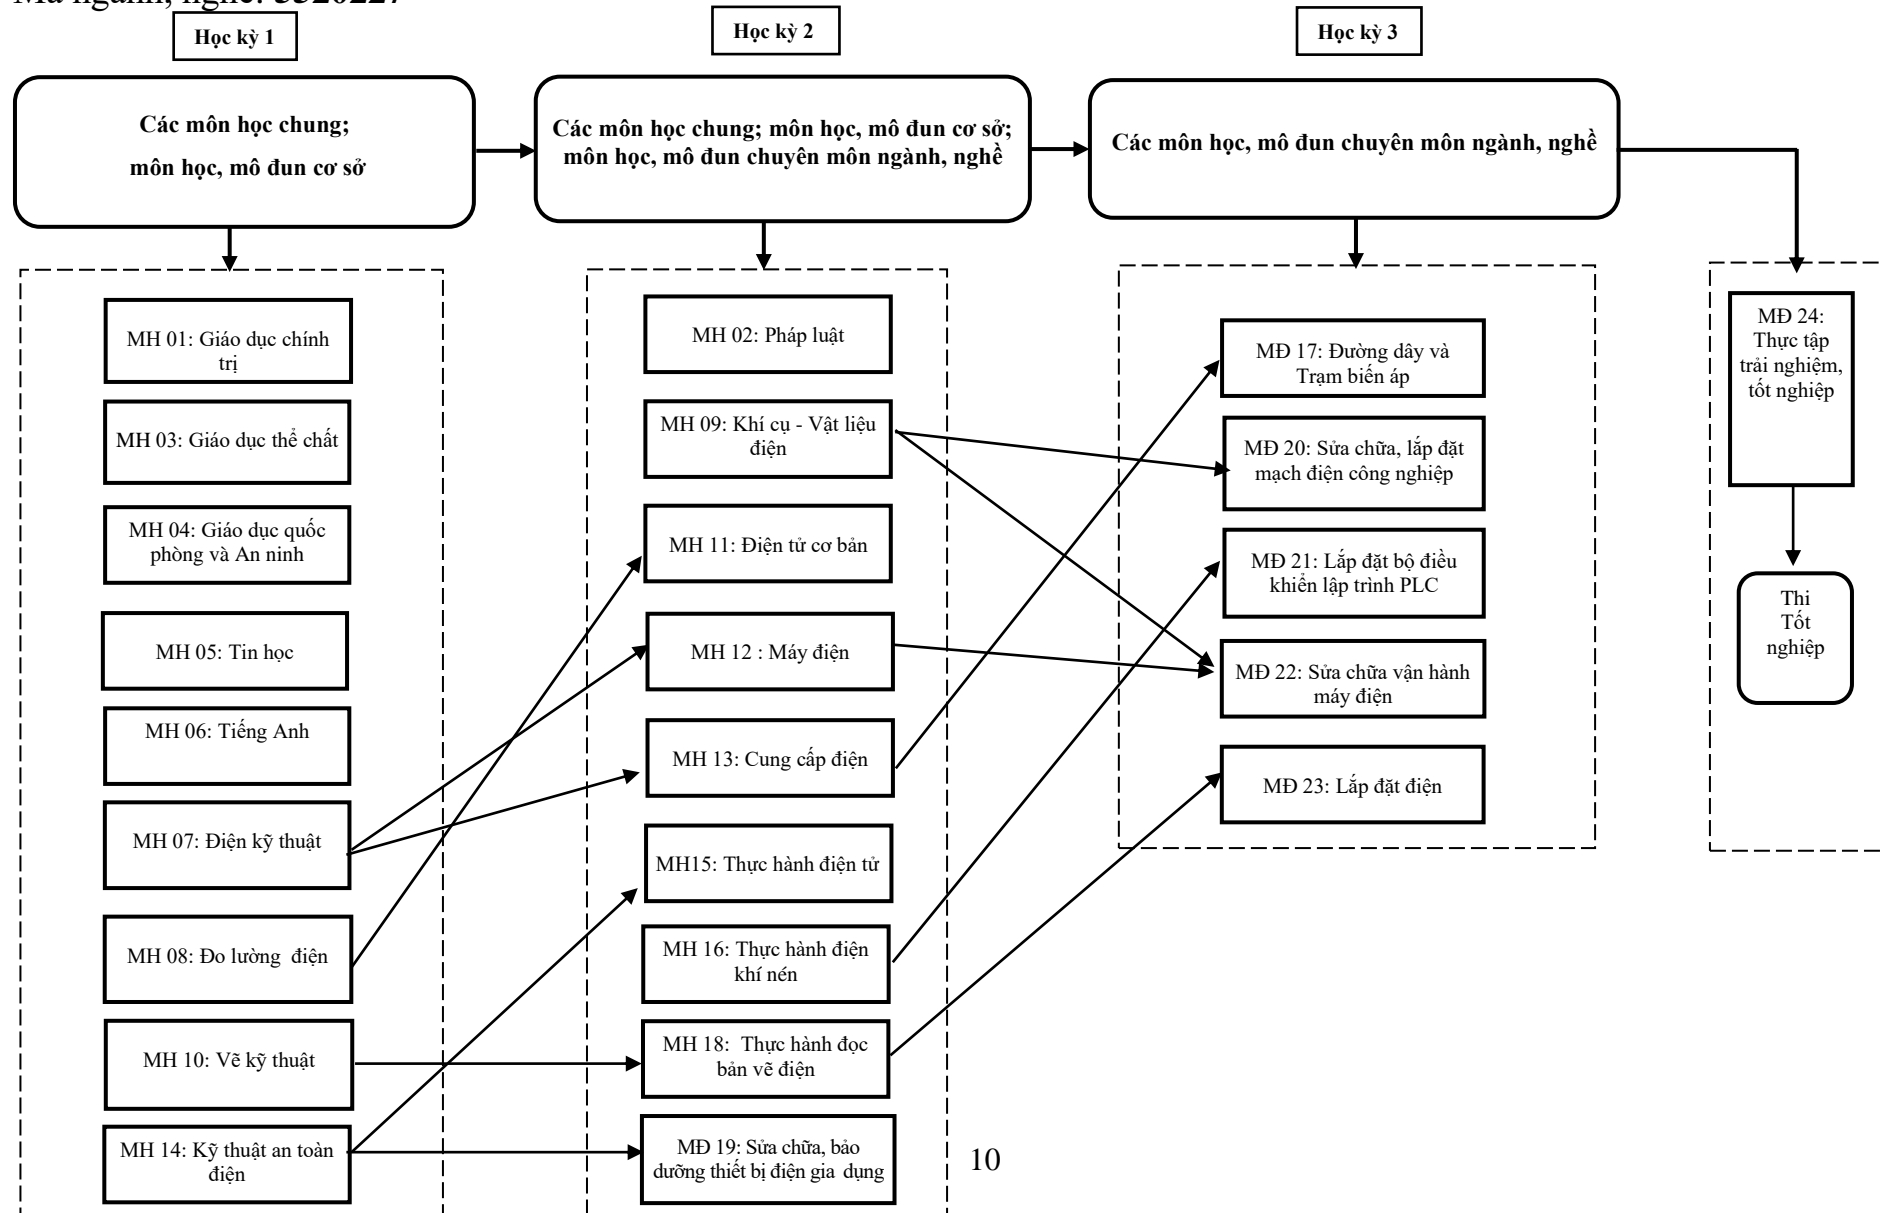 Học kỳ 1
Học kỳ 2
Học kỳ 3
Các môn học chung;
môn học, mô đun cơ sở
Các môn học chung; môn học, mô đun cơ sở;
môn học, mô đun chuyên môn ngành, nghề
Các môn học, mô đun chuyên môn ngành, nghề
MH 01: Giáo dục chính
trị
MH 03: Giáo dục thể chất
MH 04: Giáo dục quốc
phòng và An ninh
MH 05: Tin học
MH 06: Tiếng Anh
MH 07: Điện kỹ thuật
MH 08: Đo lường điện
MH 10: Vẽ kỹ thuật
MH 14: Kỹ thuật an toàn
điện
MH 02: Pháp luật
MH 09: Khí cụ - Vật liệu
điện
MH 11: Điện tử cơ bản
MH 12 : Máy điện
MH 13: Cung cấp điện
MH15: Thực hành điện tử
MH 16: Thực hành điện
khí nén
MH 18: Thực hành đọc
bản vẽ điện
MĐ 19: Sửa chữa, bảo
dưỡng thiết bị điện gia dụng
MĐ 17: Đường dây và
Trạm biến áp
MĐ 20: Sửa chữa, lắp đặt
mạch điện công nghiệp
MĐ 21: Lắp đặt bộ điều
khiển lập trình PLC
MĐ 22: Sửa chữa vận hành
máy điện
MĐ 23: Lắp đặt điện
MĐ 24:
Thực tập
trải nghiệm,
tốt nghiệp
Thi
Tốt
nghiệp
10